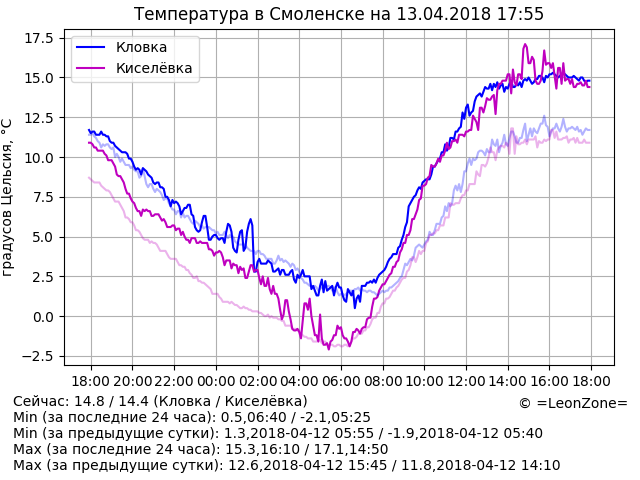 Температура в Смоленске на 13.04.2018 17:55
17.5
15.0
12.5
10.0
7.5
5.0
2.5
0.0
−2.5
градусов Цельсия, °C
Кловка
Киселёвка
18:00 20:00 22:00 00:00 02:00 04:00 06:00 08:00 10:00 12:00 14:00 16:00 18:00
Сейчас: 14.8 / 14.4 (Кловка / Киселёвка)
© =LeonZone=
Min (за последние 24 часа): 0.5,06:40 / -2.1,05:25
Min (за предыдущие сутки): 1.3,2018-04-12 05:55 / -1.9,2018-04-12 05:40
Max (за последние 24 часа): 15.3,16:10 / 17.1,14:50
Max (за предыдущие сутки): 12.6,2018-04-12 15:45 / 11.8,2018-04-12 14:10